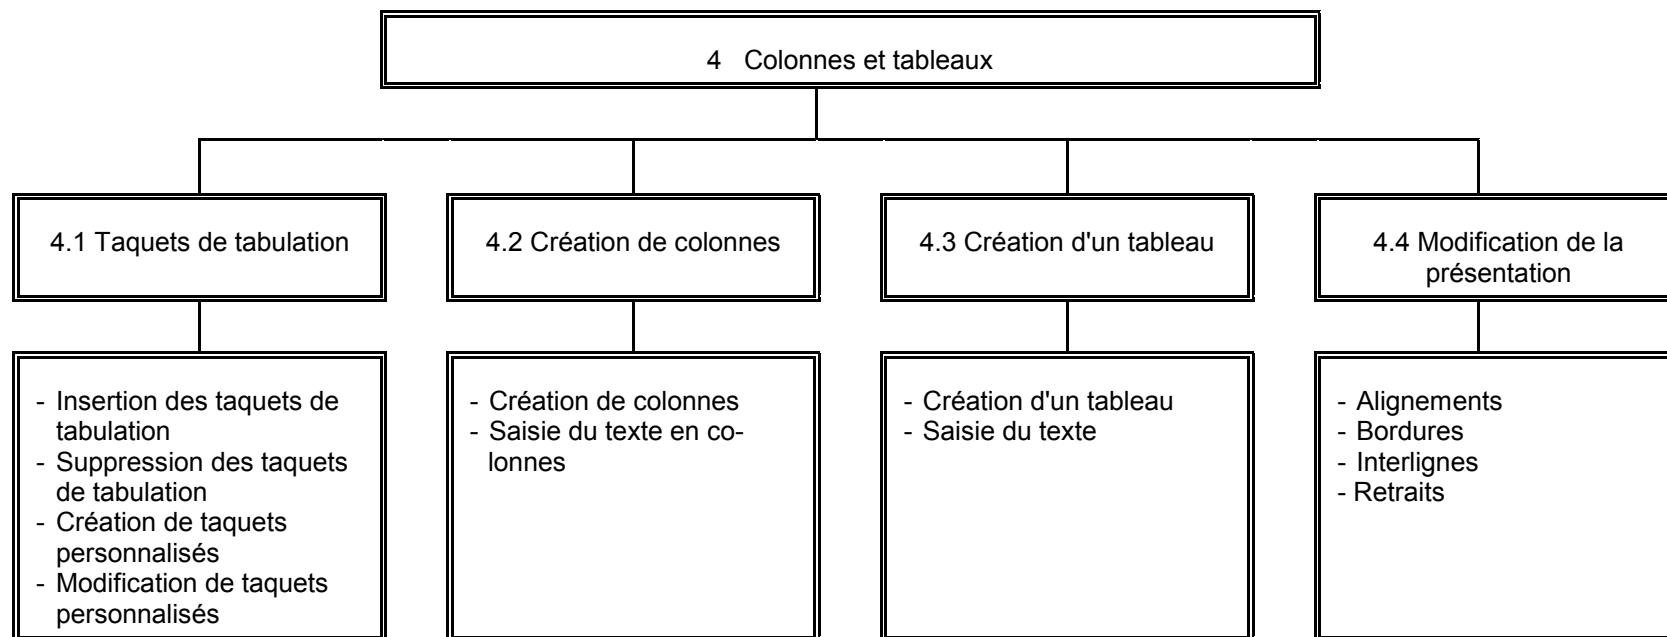 4 Colonnes et tableaux
4.1 Taquets de tabulation
4.2 Création de colonnes
4.3 Création d'un tableau
4.4 Modification de la
présentation
- Insertion des taquets de
tabulation
- Suppression des taquets
de tabulation
- Création de taquets
personnalisés
- Modification de taquets
personnalisés
- Création de colonnes
- Saisie du texte en co-
lonnes
- Création d'un tableau
- Saisie du texte
- Alignements
- Bordures
- Interlignes
- Retraits